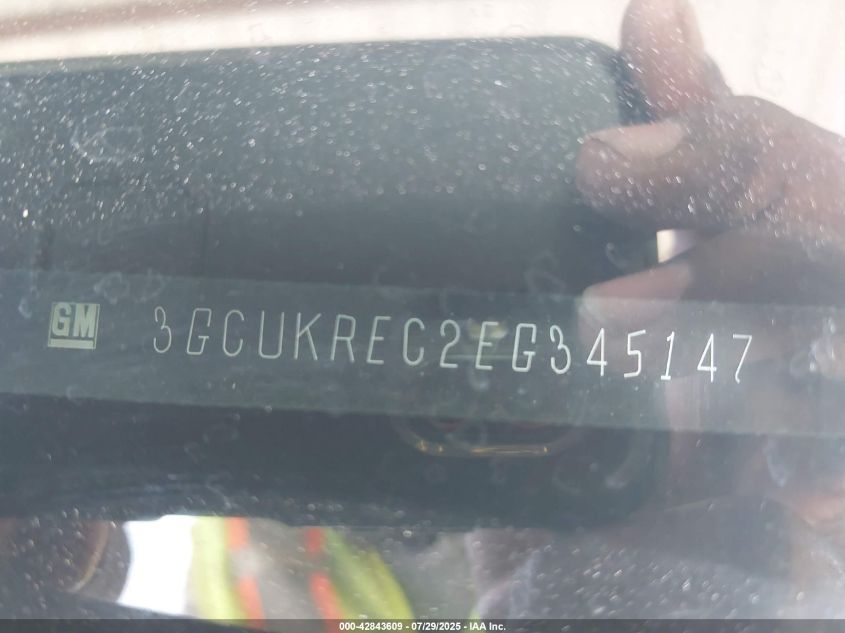 GM 3GCUKREC2EG345147
000-42843609 - 07/29/2025 - IAA Inc.